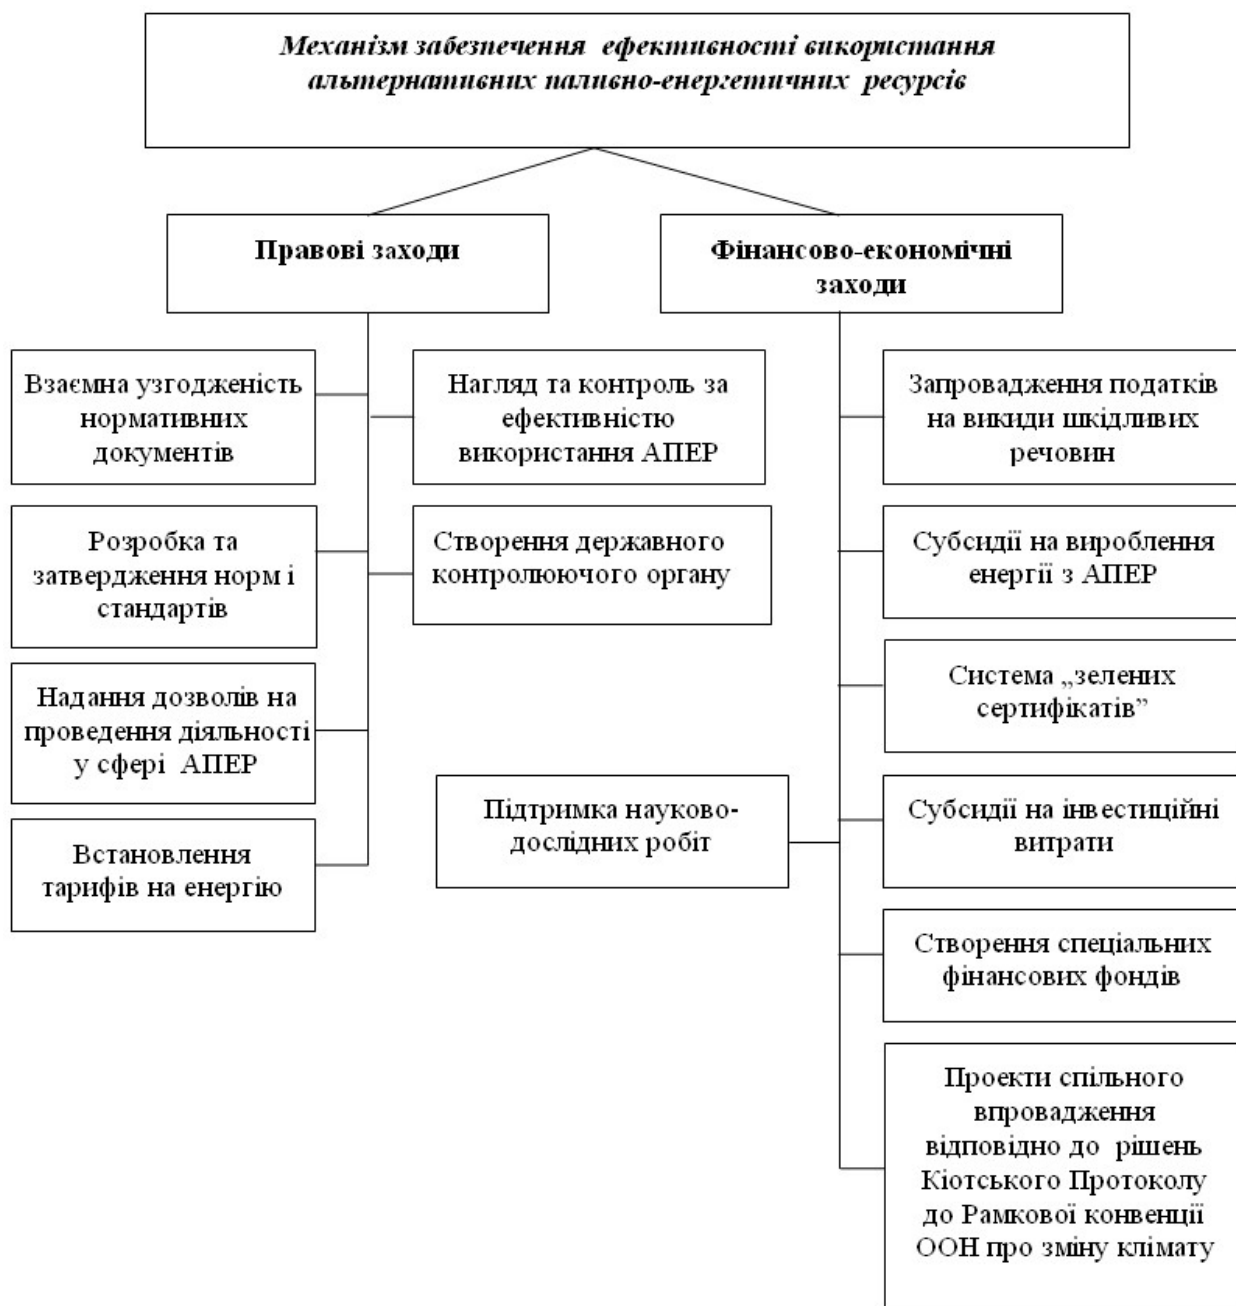 Механізм забезпечення ефективності використання
альтернативних паливно-енергетичних ресурсів
Правові заходи
Фінансово-економічні
заходи
Взаємна узгодженість
нормативних
документів
Нагляд та контроль за
ефективністю
використання АПЕР
Запровадження податків
на викиди шкідливих
речовин
Розробка та
затвердження норм і
стандартів
Створення державного
контролюючого органу
Субсидії на вироблення
енергії з АПЕР
Надання дозволів на
проведення діяльності
у сфері АПЕР
Система „зелених
сертифікатів”
Встановлення
тарифів на енергію
Підтримка науково-
дослідних робіт
Субсидії на інвестиційні
витрати
Створення спеціальних
фінансових фондів
Проекти спільного
впровадження
відповідно до рішень
Кіотського Протоколу
до Рамкової конвенції
ООН про зміну клімату